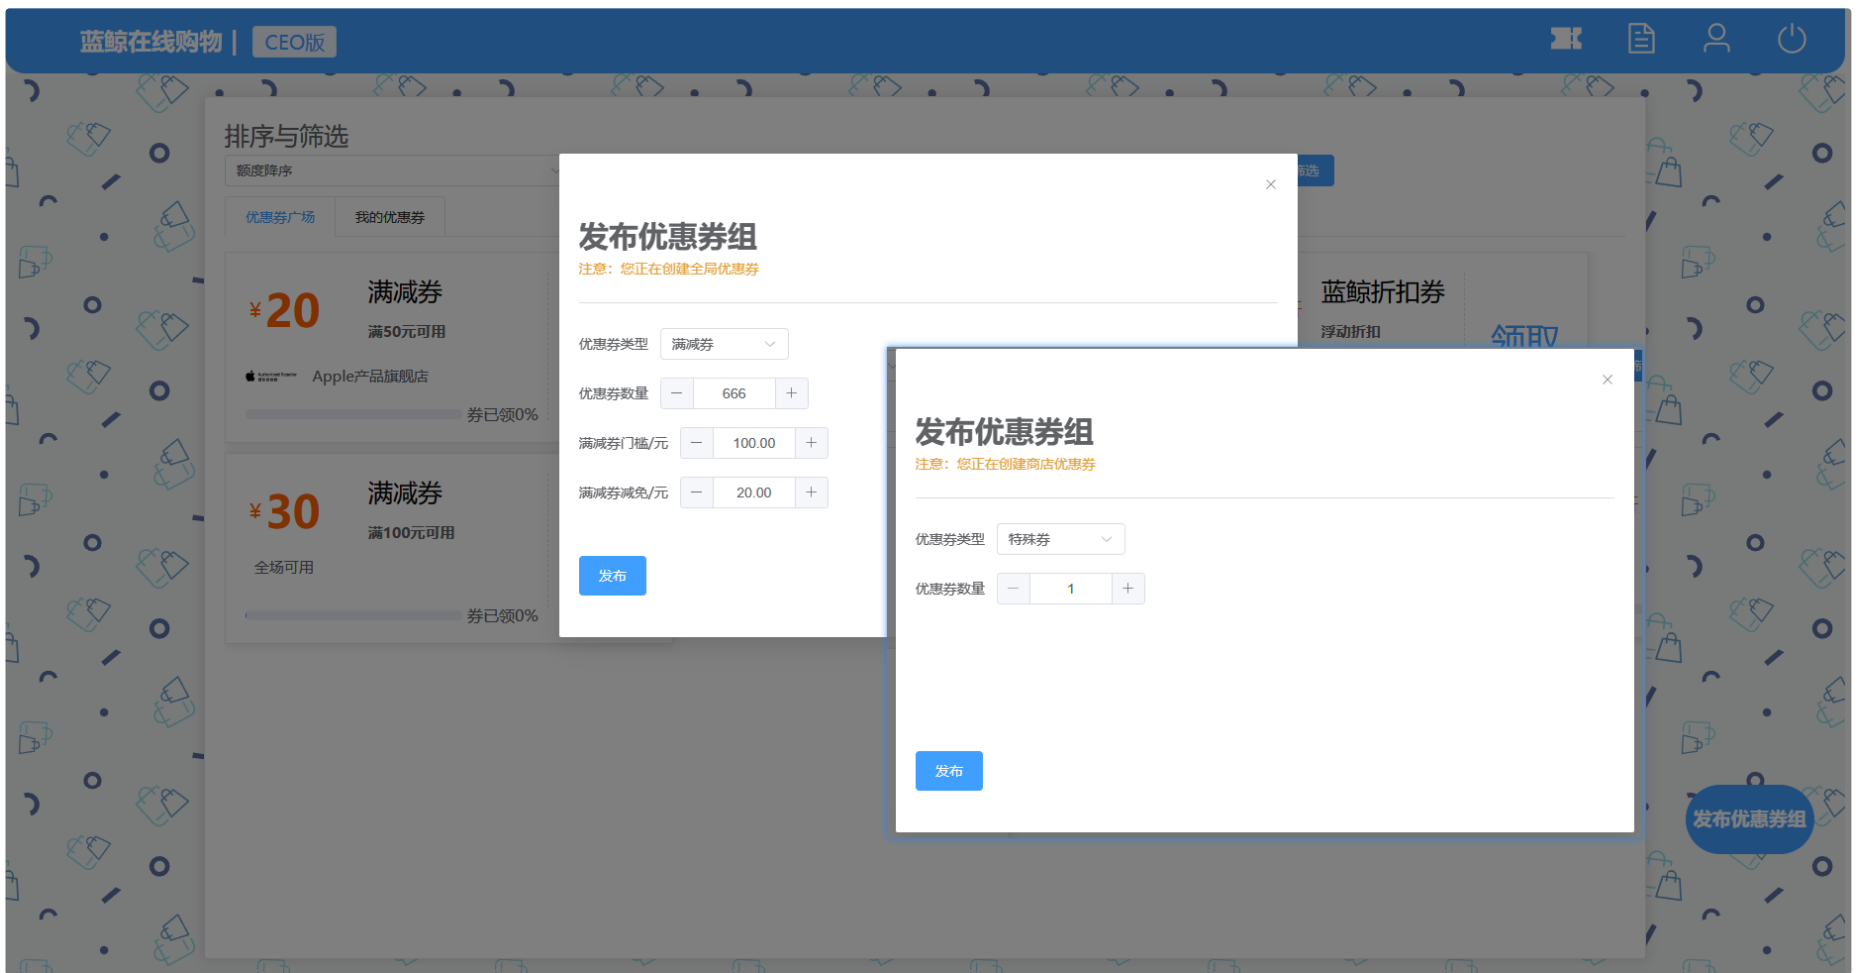 蓝鲸在线购物 | CEO版
排序与筛选
额度降序
筛选
优惠券广场 我的优惠券
¥20 满减券
满50元可用
Apple产品旗舰店
券已领0%
¥30 满减券
满100元可用
全场可用
券已领0%
蓝鲸折扣券
浮动折扣
领取
发布优惠券组
注意：您正在创建全局优惠券
优惠券类型 满减券
优惠券数量 666
满减券门槛/元 100.00
满减券减免/元 20.00
发布
发布优惠券组
注意：您正在创建商店优惠券
优惠券类型 特殊券
优惠券数量 1
发布
发布优惠券组